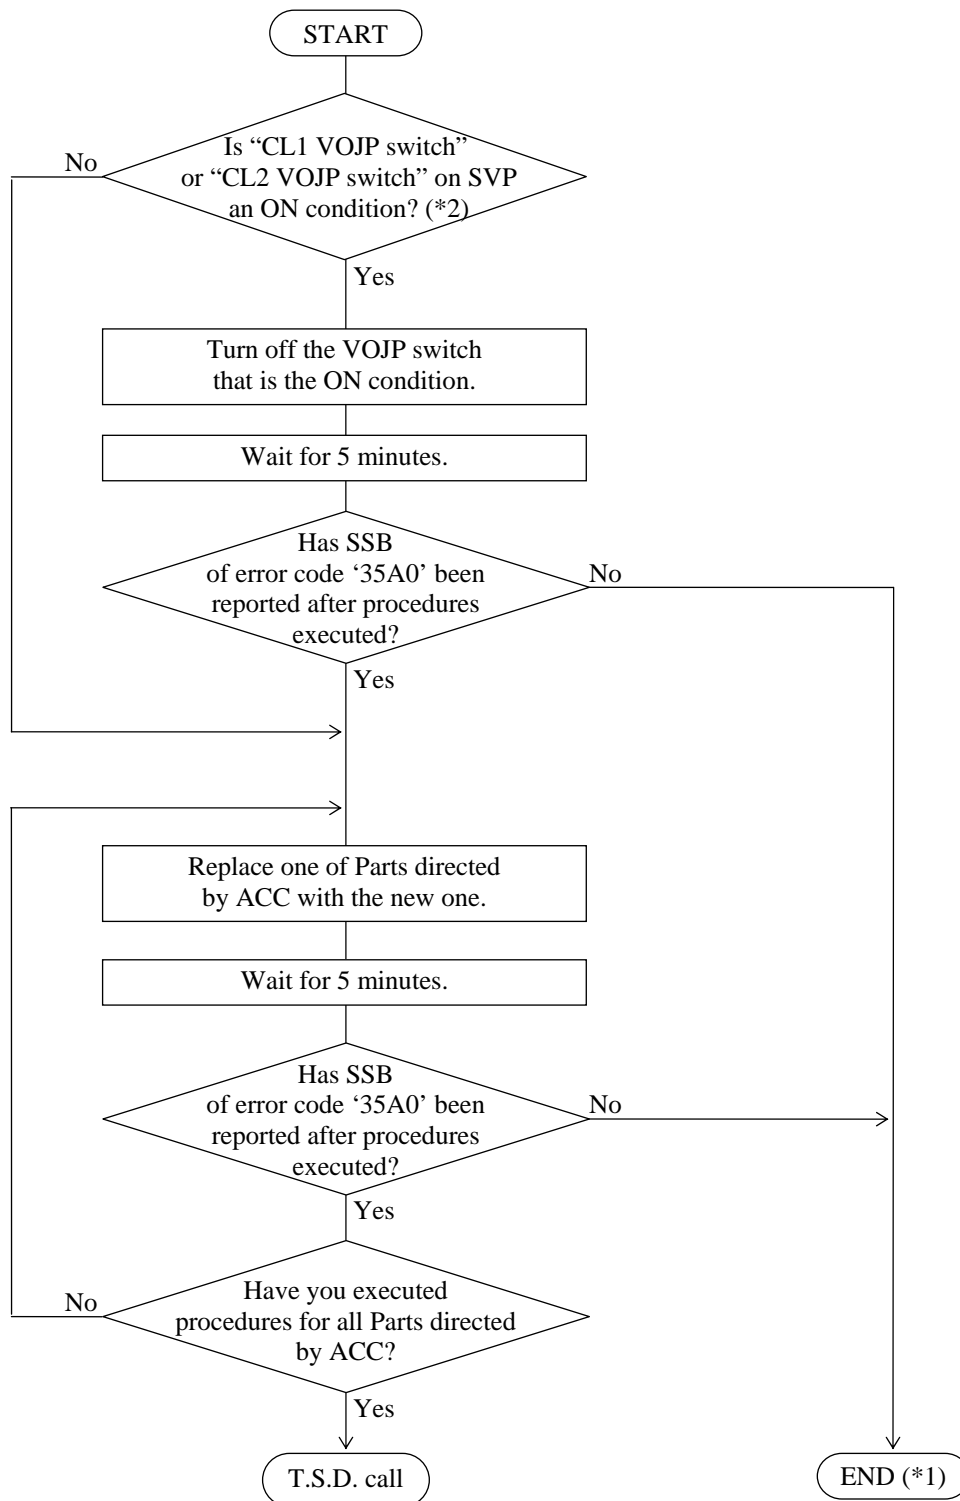 START
Is “CL1 VOJP switch”
or “CL2 VOJP switch” on SVP
an ON condition? (*2)
No
Yes
Turn off the VOJP switch
that is the ON condition.
Wait for 5 minutes.
Has SSB
of error code ‘35A0’ been
reported after procedures
executed?
No
Yes
Replace one of Parts directed
by ACC with the new one.
Wait for 5 minutes.
Has SSB
of error code ‘35A0’ been
reported after procedures
executed?
No
Yes
Have you executed
procedures for all Parts directed
by ACC?
No
Yes
T.S.D. call
END (*1)